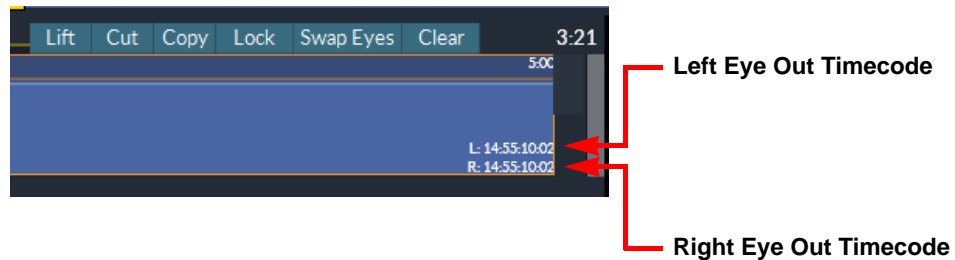 Lift Cut Copy Lock Swap Eyes Clear 3:21
5:00
Left Eye Out Timecode
L: 14:55:10:02
R: 14:55:10:02
Right Eye Out Timecode